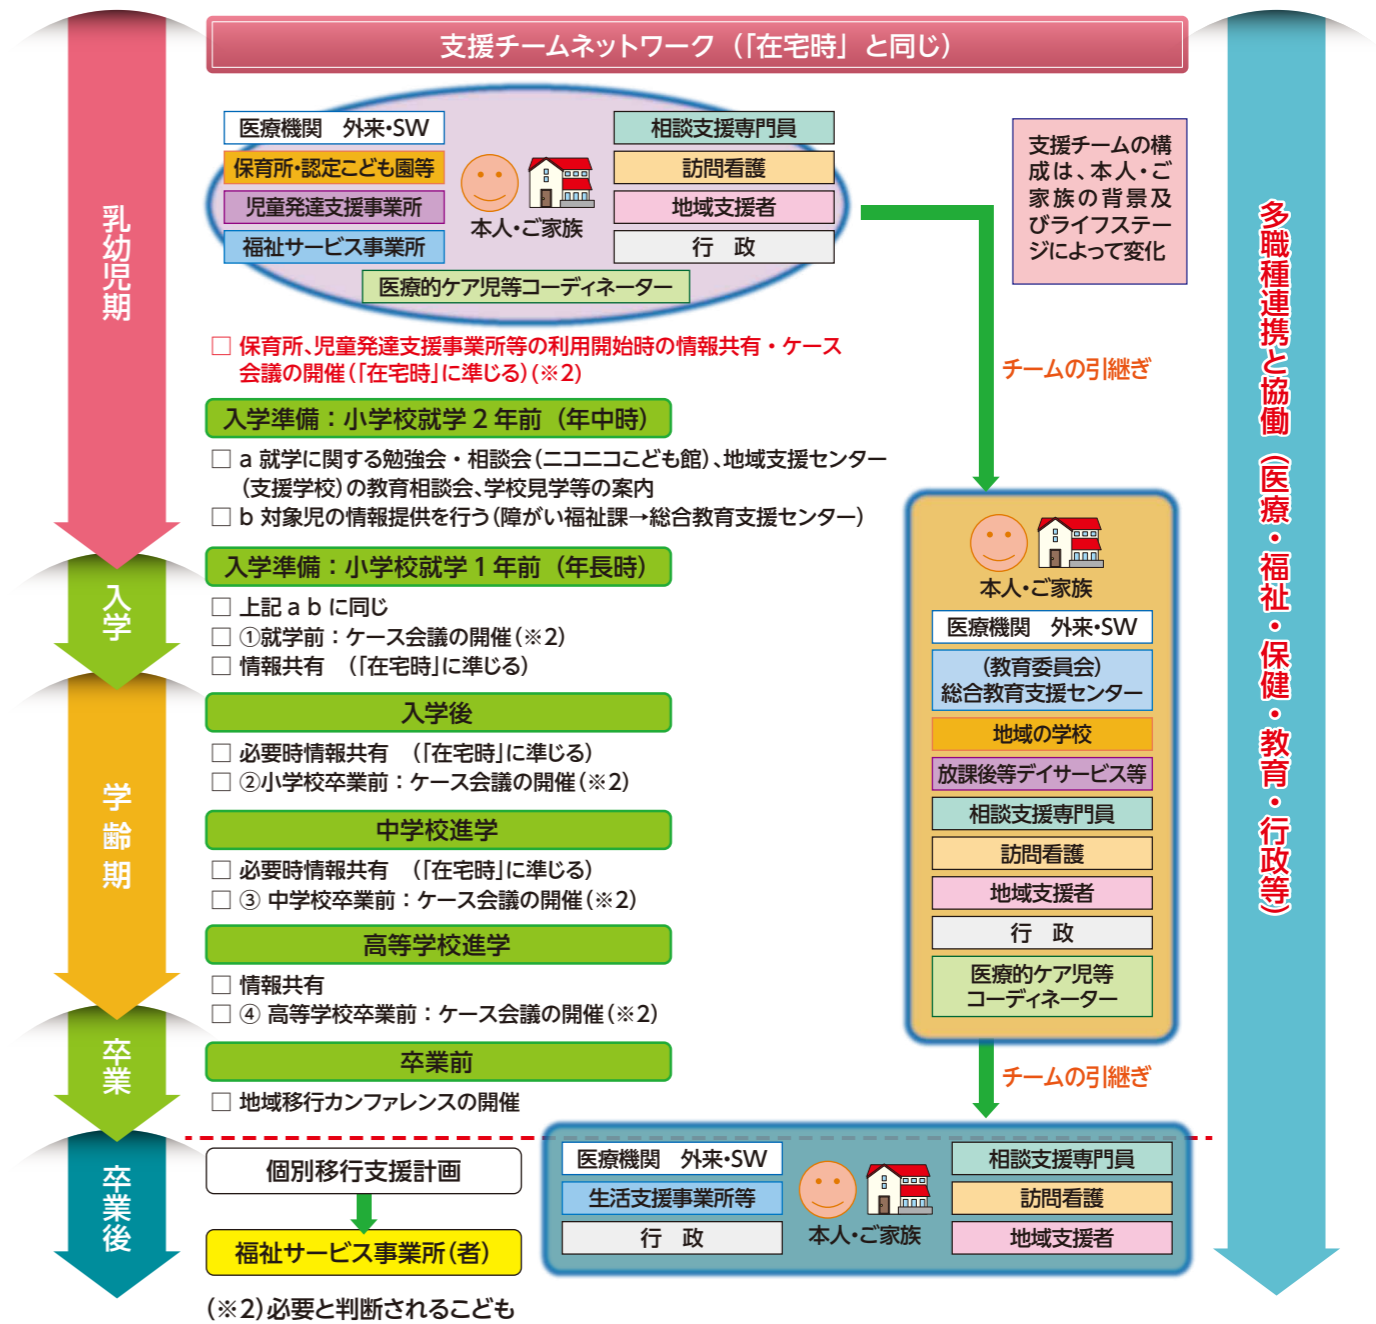 支援チームネットワーク（｢在宅時」と同じ）
乳幼児期
医療機関　外来・SW
保育所・認定こども園等
児童発達支援事業所
福祉サービス事業所
本人・ご家族
相談支援専門員
訪問看護
地域支援者
行　政
医療的ケア児等コーディネーター
支援チームの構
成は、本人・ご
家族の背景及
びライフステー
ジによって変化
□ 保育所、児童発達支援事業所等の利用開始時の情報共有・ケース
会議の開催（｢在宅時｣に準じる）（※2）
チームの引継ぎ
入学準備：小学校就学２年前（年中時）
□ a 就学に関する勉強会・相談会（ニコニコこども館）、地域支援センター
（支援学校）の教育相談会、学校見学等の案内
□ b 対象児の情報提供を行う（障がい福祉課→総合教育支援センター）
入学
入学準備：小学校就学１年前（年長時）
□ 上記 a b に同じ
□ ①就学前：ケース会議の開催（※2）
□ 情報共有　（｢在宅時｣に準じる）
学齢期
入学後
□ 必要時情報共有　（｢在宅時｣に準じる）
□ ②小学校卒業前：ケース会議の開催（※2）
中学校進学
□ 必要時情報共有　（｢在宅時｣に準じる）
□ ③ 中学校卒業前：ケース会議の開催（※2）
高等学校進学
□ 情報共有
□ ④ 高等学校卒業前：ケース会議の開催（※2）
卒業
卒業前
□ 地域移行カンファレンスの開催
本人・ご家族
医療機関　外来・SW
（教育委員会）
総合教育支援センター
地域の学校
放課後等デイサービス等
相談支援専門員
訪問看護
地域支援者
行　政
医療的ケア児等
コーディネーター
チームの引継ぎ
卒業後
個別移行支援計画
福祉サービス事業所（者）
医療機関　外来・SW
生活支援事業所等
行　政
本人・ご家族
相談支援専門員
訪問看護
地域支援者
（※2）必要と判断されるこども
多職種連携と協働（医療・福祉・保健・教育・行政等）